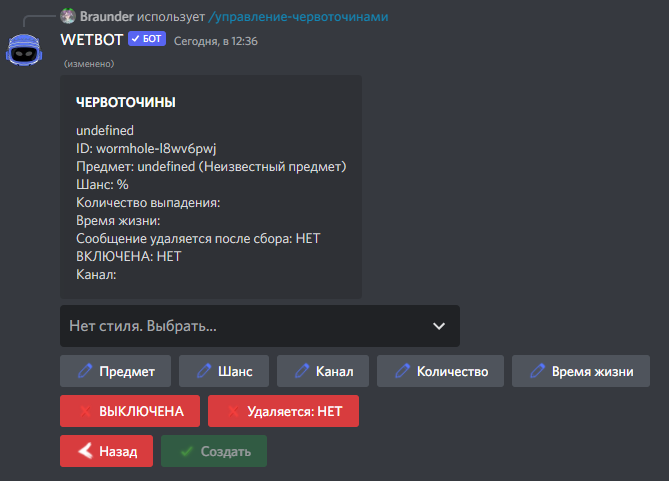 Braunder использует /управление-червоточинами
WETBOT ✓ БОТ Сегодня, в 12:36
(изменено)
ЧЕРВОТОЧИНЫ
undefined
ID: wormhole-l8wv6pwj
Предмет: undefined (Неизвестный предмет)
Шанс: %
Количество выпадения:
Время жизни:
Сообщение удаляется после сбора: НЕТ
ВКЛЮЧЕНА: НЕТ
Канал:
Нет стиля. Выбрать...
Предмет Шанс Канал Количество Время жизни
ВЫКЛЮЧЕНА Удаляется: НЕТ
Назад Создать